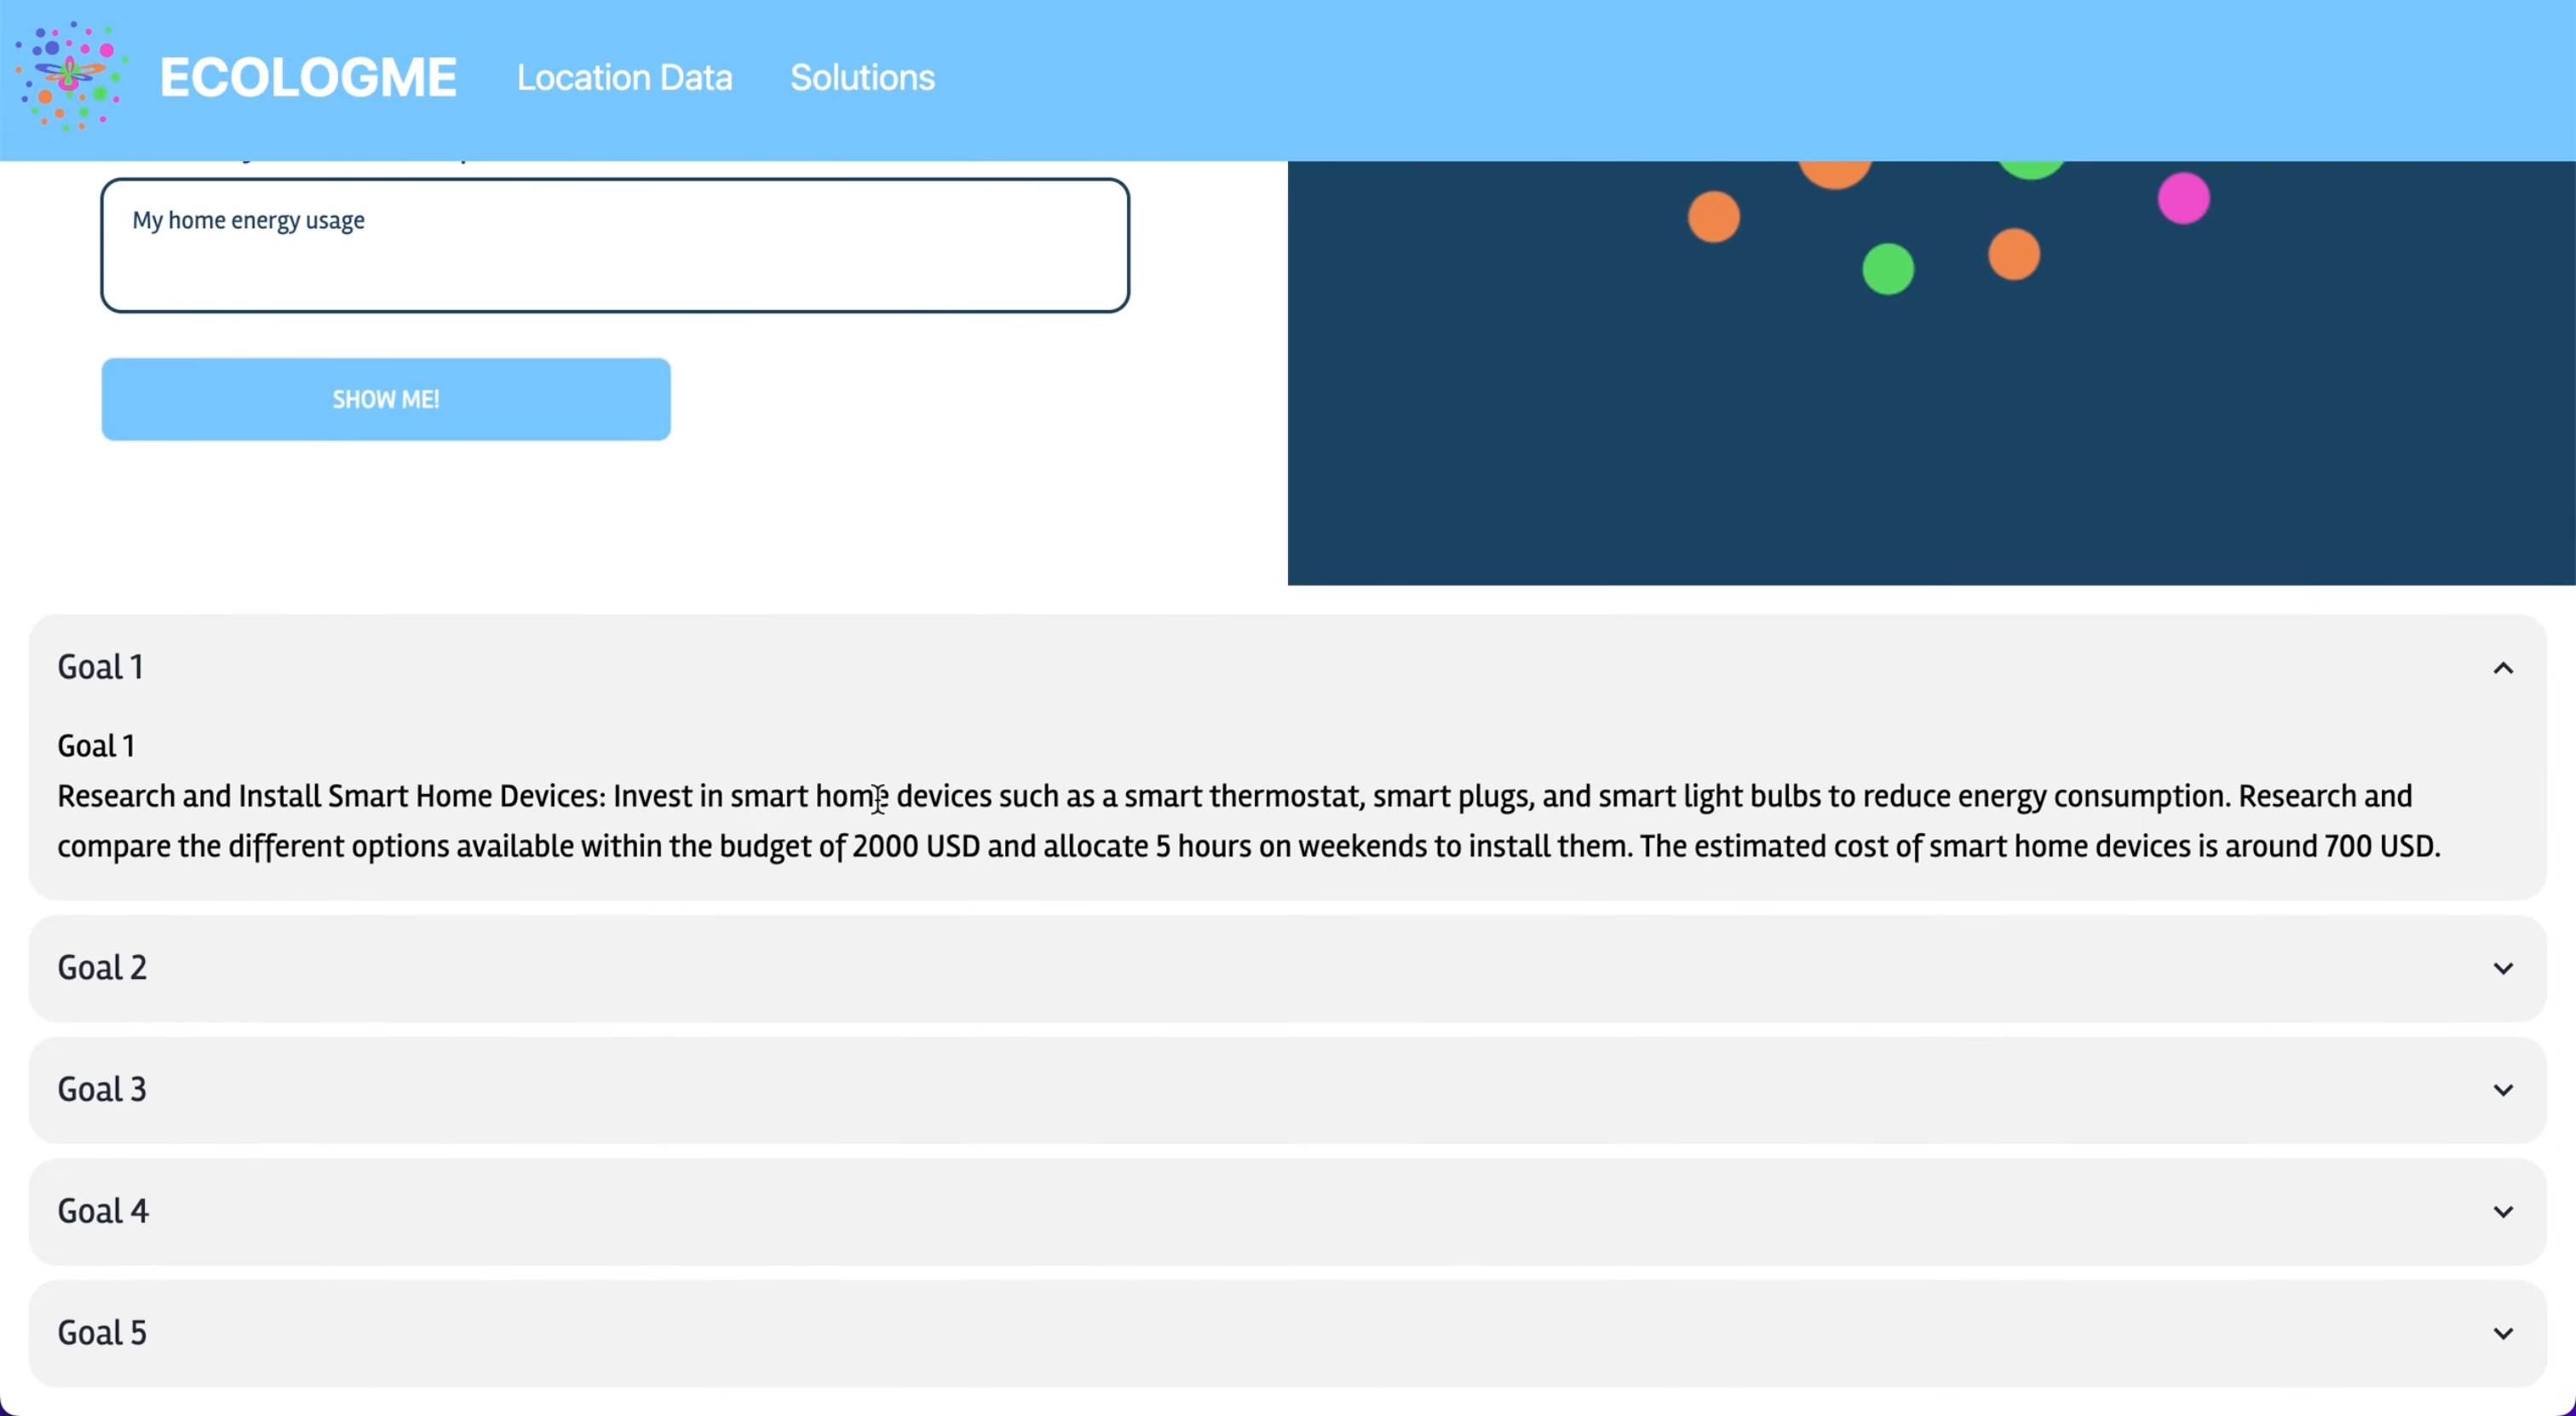 ECOLOGME
Location Data
Solutions
My home energy usage
SHOW ME!
Goal 1
Goal 1
Research and Install Smart Home Devices: Invest in smart home devices such as a smart thermostat, smart plugs, and smart light bulbs to reduce energy consumption. Research and
compare the different options available within the budget of 2000 USD and allocate 5 hours on weekends to install them. The estimated cost of smart home devices is around 700 USD.
Goal 2
Goal 3
Goal 4
Goal 5